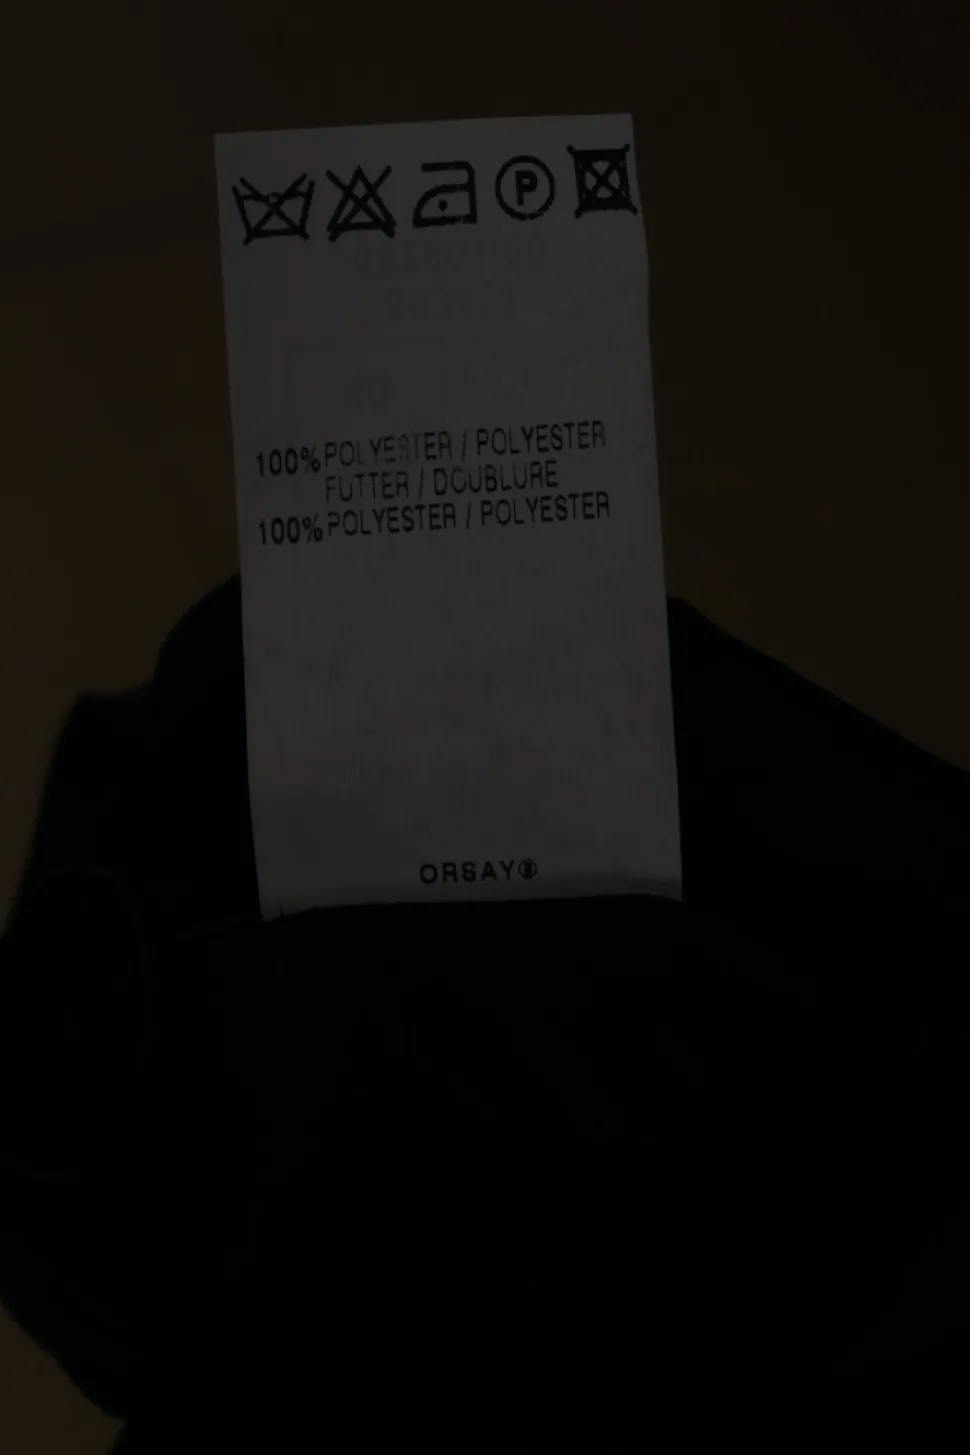 P
100% POLYESTER / POLYESTER
FUTTER / DOUBLURE
100% POLYESTER / POLYESTER
ORSAY®